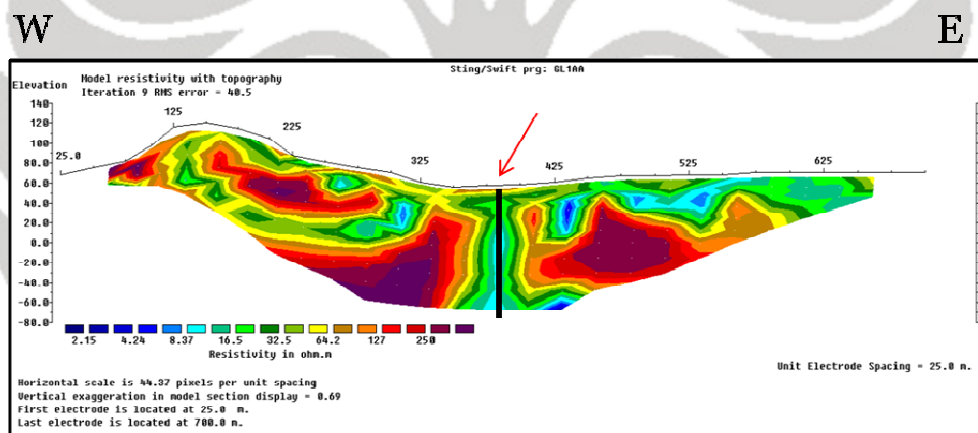 W E
Sting/Swift prg: GL1AA
Elevation
Model resistivity with topography
Iteration 9 RMS error = 40.5
140
120
100
80.0
60.0
40.0
20.0
0.0
-20.0
-40.0
-60.0
-80.0
25.0 125 225 325 425 525 625
2.15 4.24 8.37 16.5 32.5 64.2 127 250
Resistivity in ohm.m
Unit Electrode Spacing = 25.0 m.
Horizontal scale is 44.37 pixels per unit spacing
Vertical exaggeration in model section display = 0.69
First electrode is located at 25.0 m.
Last electrode is located at 700.0 m.